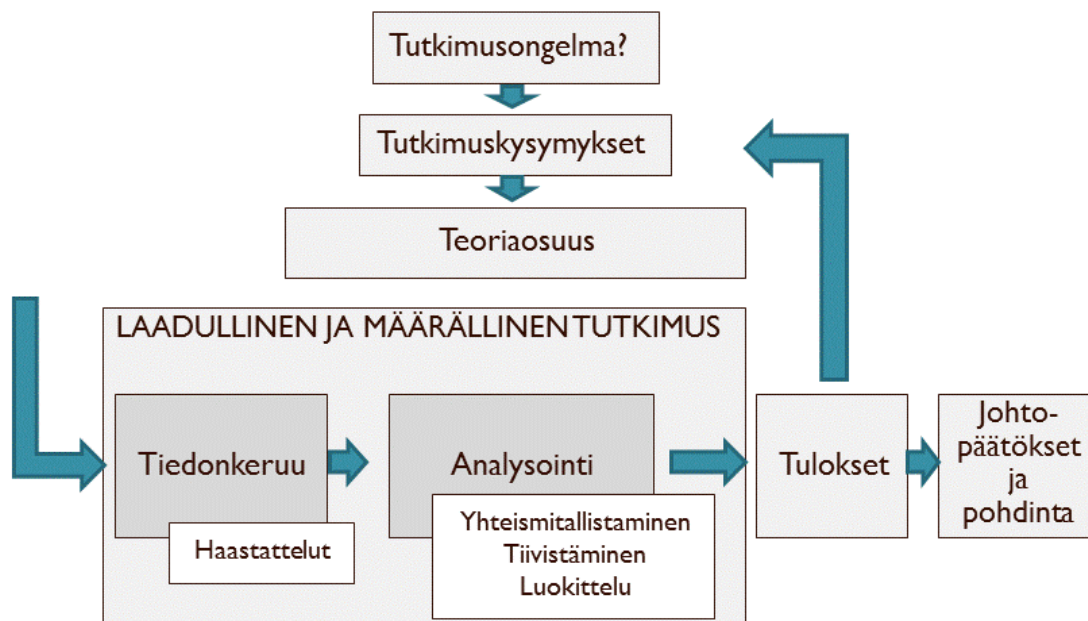 Tutkimusongelma?
Tutkimuskysymykset
Teoriaosuus
LAADULLINEN JA MÄÄRÄLLINEN TUTKIMUS
Tiedonkeruu
Haastattelut
Analysointi
Yhteismitallistaminen
Tiivistäminen
Luokittelu
Tulokset
Johto-
päätökset
ja
pohdinta